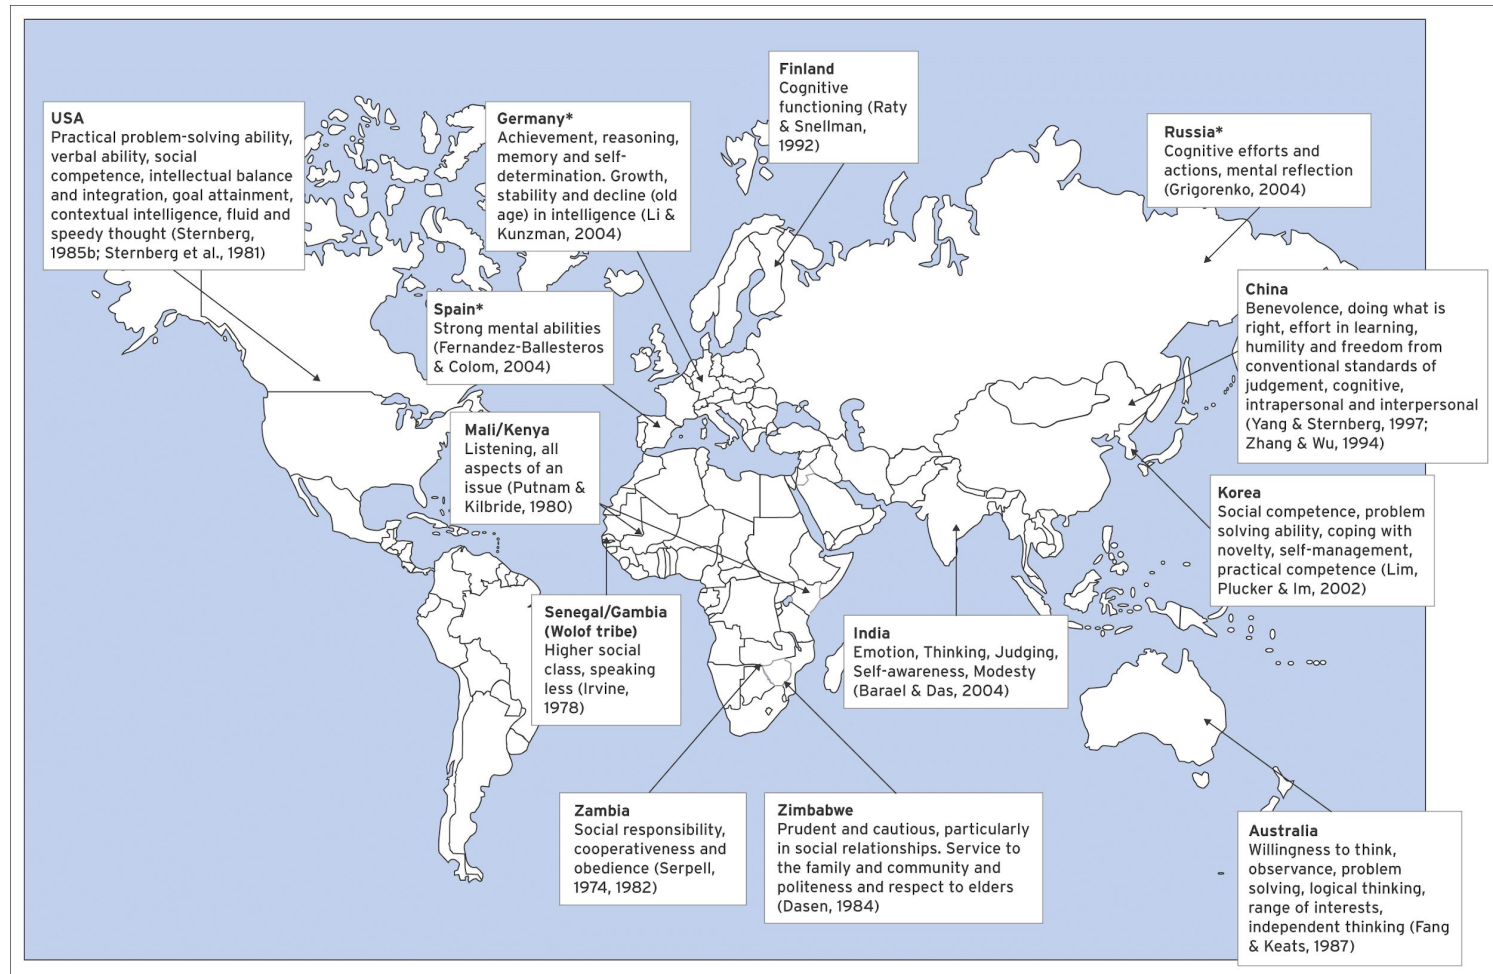 USA
Practical problem-solving ability,
verbal ability, social
competence, intellectual balance
and integration, goal attainment,
contextual intelligence, fluid and
speedy thought (Sternberg,
1985b; Sternberg et al., 1981)
Germany*
Achievement, reasoning,
memory and self-
determination. Growth,
stability and decline (old
age) in intelligence (Li &
Kunzman, 2004)
Finland
Cognitive
functioning (Raty
& Snellman,
1992)
Russia*
Cognitive efforts and
actions, mental reflection
(Grigorenko, 2004)
Spain*
Strong mental abilities
(Fernandez-Ballesteros
& Colom, 2004)
China
Benevolence, doing what is
right, effort in learning,
humility and freedom from
conventional standards of
judgement, cognitive,
intrapersonal and interpersonal
(Yang & Sternberg, 1997;
Zhang & Wu, 1994)
Mali/Kenya
Listening, all
aspects of an
issue (Putnam &
Kilbride, 1980)
Korea
Social competence, problem
solving ability, coping with
novelty, self-management,
practical competence (Lim,
Plucker & Im, 2002)
Senegal/Gambia
(Wolof tribe)
Higher social
class, speaking
less (Irvine,
1978)
India
Emotion, Thinking, Judging,
Self-awareness, Modesty
(Barael & Das, 2004)
Zambia
Social responsibility,
cooperativeness and
obedience (Serpell,
1974, 1982)
Zimbabwe
Prudent and cautious, particularly
in social relationships. Service to
the family and community and
politeness and respect to elders
(Dasen, 1984)
Australia
Willingness to think,
observance, problem
solving, logical thinking,
range of interests,
independent thinking (Fang
& Keats, 1987)